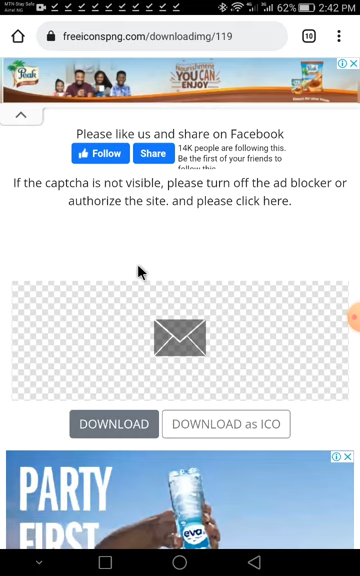 MTN-Stay Safe
Airtel NG
62% 2:42 PM
freeiconspng.com/downloadimg/119
10
Peak
Nourishment
YOU CAN
ENJOY
Peak
Please like us and share on Facebook
Follow
Share
14K people are following this.
Be the first of your friends to
follow this.
If the captcha is not visible, please turn off the ad blocker or
authorize the site. and please click here.
DOWNLOAD
DOWNLOAD as ICO
PARTY
FIRST
eva